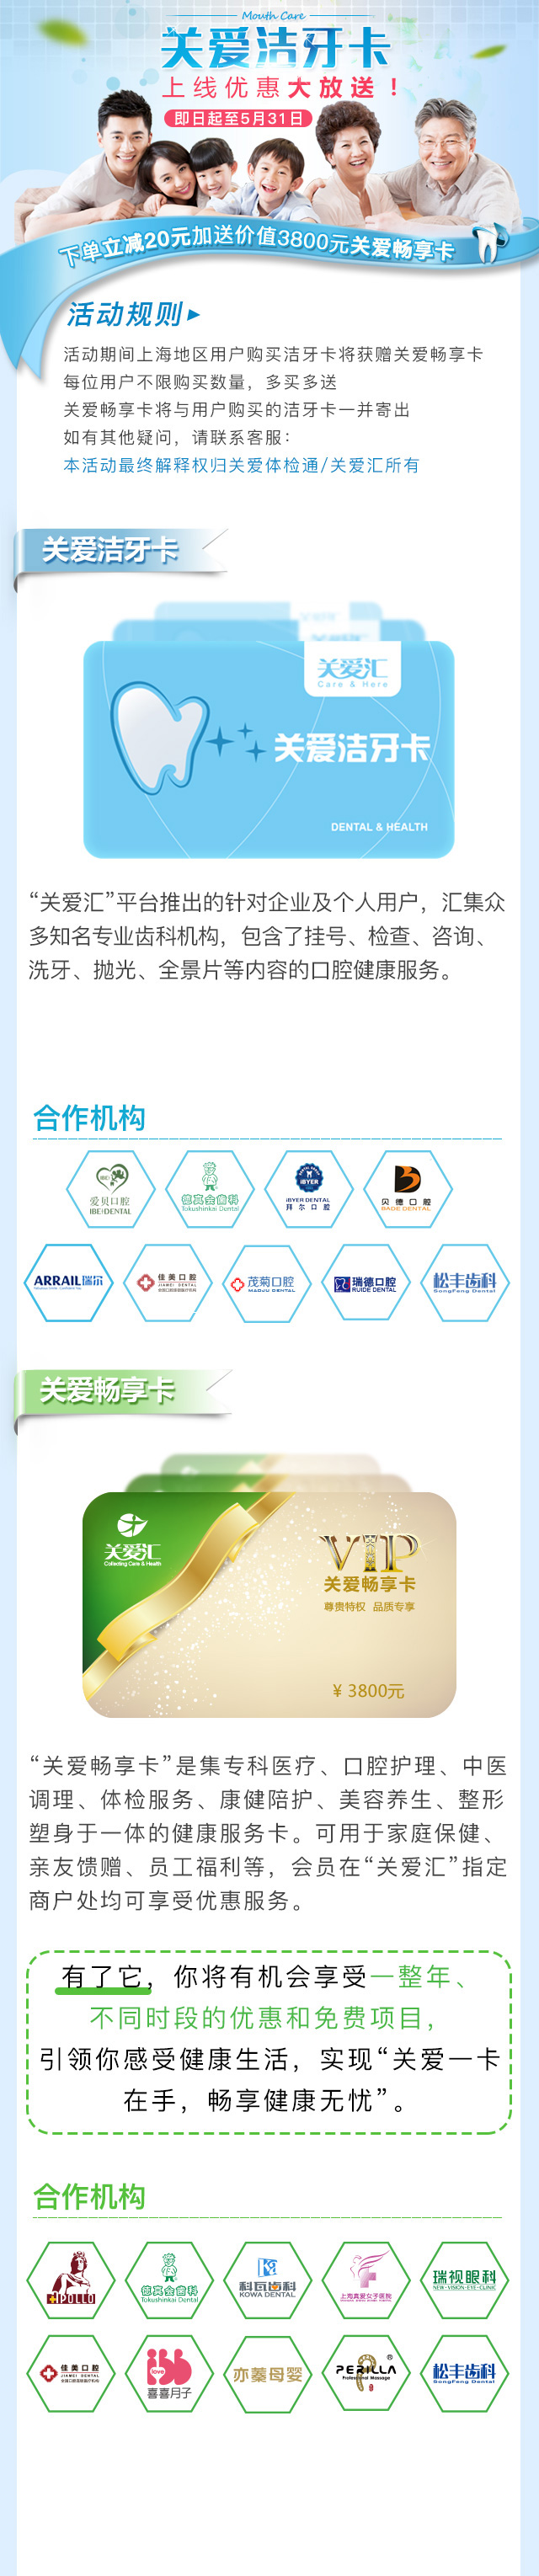 Mouth Care
关爱洁牙卡
上线优惠大放送！
即日起至5月31日
下单立减20元加送价值3800元关爱畅享卡
活动规则
活动期间上海地区用户购买洁牙卡将获赠关爱畅享卡
每位用户不限购买数量，多买多送
关爱畅享卡将与用户购买的洁牙卡一并寄出
如有其他疑问，请联系客服：
本活动最终解释权归关爱体检通/关爱汇所有
关爱洁牙卡
关爱汇
Care & Here
关爱洁牙卡
DENTAL & HEALTH
“关爱汇”平台推出的针对企业及个人用户，汇集众
多知名专业齿科机构，包含了挂号、检查、咨询、
洗牙、抛光、全景片等内容的口腔健康服务。
合作机构
爱贝口腔
IBEIDENTAL
德真会齿科
Tokushinkai Dental
iBYER
iBYER DENTAL
拜尔口腔
贝德口腔
BADE DENTAL
ARRAIL瑞尔
佳美口腔
JIAMEI DENTAL
茂菊口腔
MAOJU DENTAL
瑞德口腔
RUIDE DENTAL
松丰齿科
SongFeng Dental
关爱畅享卡
关爱汇
Collecting Care & Health
VIP
关爱畅享卡
尊贵特权 品质专享
¥ 3800元
“关爱畅享卡”是集专科医疗、口腔护理、中医
调理、体检服务、康健陪护、美容养生、整形
塑身于一体的健康服务卡。可用于家庭保健、
亲友馈赠、员工福利等，会员在“关爱汇”指定
商户处均可享受优惠服务。
有了它，你将有机会享受一整年、
不同时段的优惠和免费项目，
引领你感受健康生活，实现“关爱一卡
在手，畅享健康无忧”。
合作机构
APOLLO
德真会齿科
Tokushinkai Dental
科瓦齿科
KOWA DENTAL
上海真爱女子医院
瑞视眼科
NEW-VISION-EYE-CLINIC
佳美口腔
JIAMEI DENTAL
love
喜喜月子
亦蓁母婴
PERILLA
Professional Massage
松丰齿科
SongFeng Dental